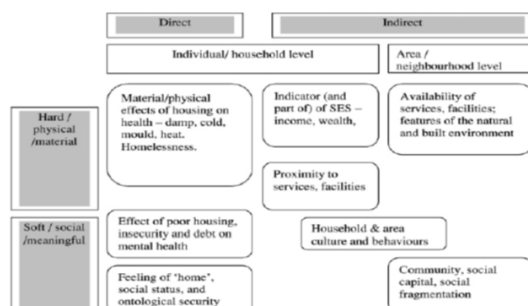 Direct
Indirect
Individual/ household level
Area /
neighbourhood level
Hard /
physical
/material
Material/physical
effects of housing on
health – damp, cold,
mould, heat.
Homelessness.
Indicator (and
part of) of SES –
income, wealth,
Availability of
services, facilities;
features of the natural
and built environment
Proximity to
services, facilities
Soft / social
/meaningful
Effect of poor housing,
insecurity and debt on
mental health
Household & area
culture and behaviours
Feeling of ‘home’,
social status, and
ontological security
Community, social
capital, social
fragmentation